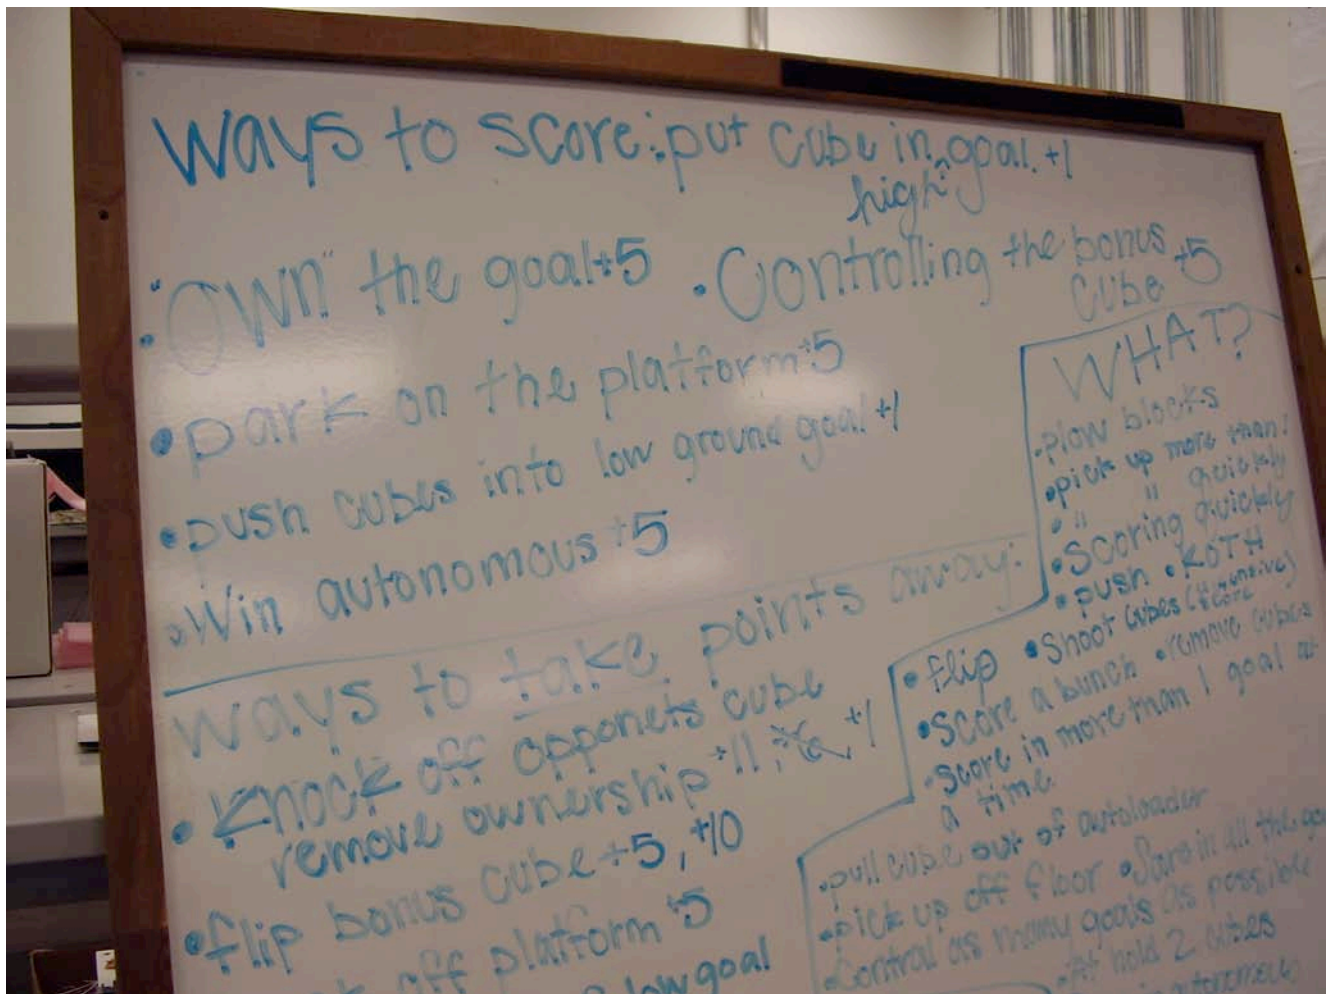 Ways to score: put cube in ^ goal. +1
high
• "Own" the goal +5
• Controlling the bonus
cube +5
• park on the platform +5
• push cubes into low ground goal +1
• Win autonomous +5
Ways to take points away:
• Knock off opponets cube
remove ownership +11, +1
• flip bonus cube +5, +10
off platform +5
low goal
WHAT?
• plow blocks
• pick up more than 1
• " " quickly
• Scoring quickly
• push • KOTH
• flip • Shoot cubes (
• score a bunch • remove cubes
• score in more than 1 goal at
a time
• pull cube out of autoloader
• pick up off floor • Score in all the
• Control as many goals as possible
hold 2 cubes
autonomous